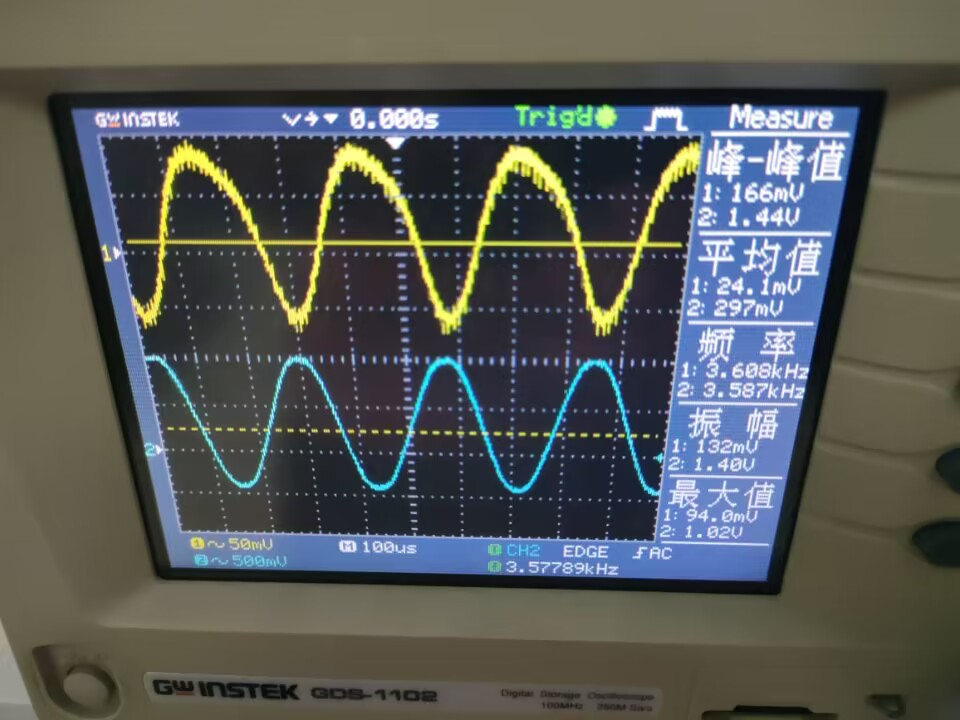 GW INSTEK 0.000s Trig'd Measure
峰-峰值
1: 166mV
2: 1.44V
平均值
1: 24.1mV
2: 297mV
频 率
1: 3.608kHz
2: 3.587kHz
振 幅
1: 132mV
2: 1.40V
最大值
1: 94.0mV
2: 1.02V
1
2
1 ~ 50mV M 100us CH2 EDGE AC
2 ~ 500mV 3.57789kHz
GW INSTEK GDS-1102 Digital Storage Oscilloscope
100MHz 250M Sa/s